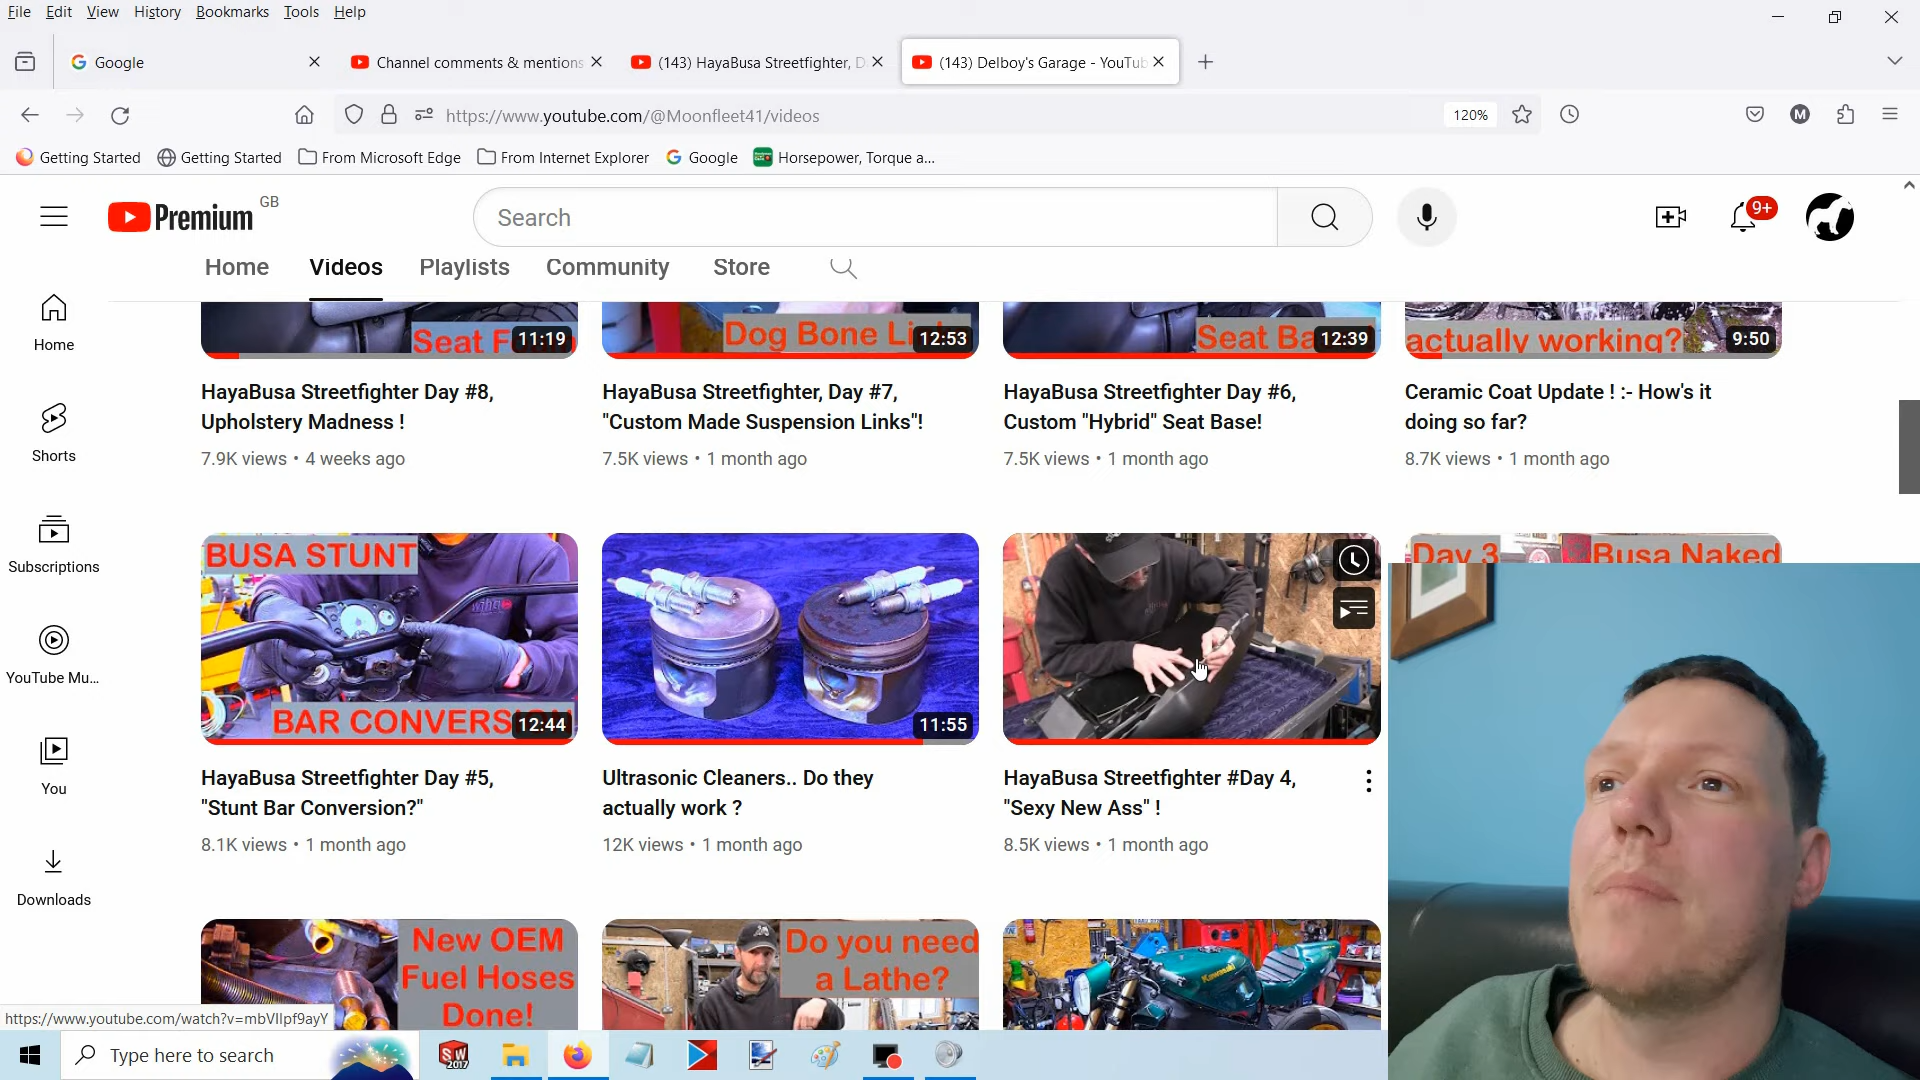 File Edit View History Bookmarks Tools Help
Google
Channel comments & mentions
(143) HayaBusa Streetfighter, D
(143) Delboy's Garage - YouTub
https://www.youtube.com/@Moonfleet41/videos
120%
M
Getting Started
Getting Started
From Microsoft Edge
From Internet Explorer
Google
Horsepower, Torque a...
Premium GB
Search
9+
Home Videos Playlists Community Store
Home
Shorts
Subscriptions
YouTube Mu...
You
Downloads
Seat F
11:19
HayaBusa Streetfighter Day #8,
Upholstery Madness !
7.9K views • 4 weeks ago
Dog Bone Li
12:53
HayaBusa Streetfighter, Day #7,
"Custom Made Suspension Links"!
7.5K views • 1 month ago
Seat Ba
12:39
HayaBusa Streetfighter Day #6,
Custom "Hybrid" Seat Base!
7.5K views • 1 month ago
actually working?
9:50
Ceramic Coat Update ! :- How's it
doing so far?
8.7K views • 1 month ago
BUSA STUNT
BAR CONVERS
12:44
HayaBusa Streetfighter Day #5,
"Stunt Bar Conversion?"
8.1K views • 1 month ago
11:55
Ultrasonic Cleaners.. Do they
actually work ?
12K views • 1 month ago
HayaBusa Streetfighter #Day 4,
"Sexy New Ass" !
8.5K views • 1 month ago
Day 3
Busa Naked
New OEM
Fuel Hoses
Done!
Do you need
a Lathe?
Kawasaki
https://www.youtube.com/watch?v=mbVIlpf9ayY
Type here to search
SW
2017